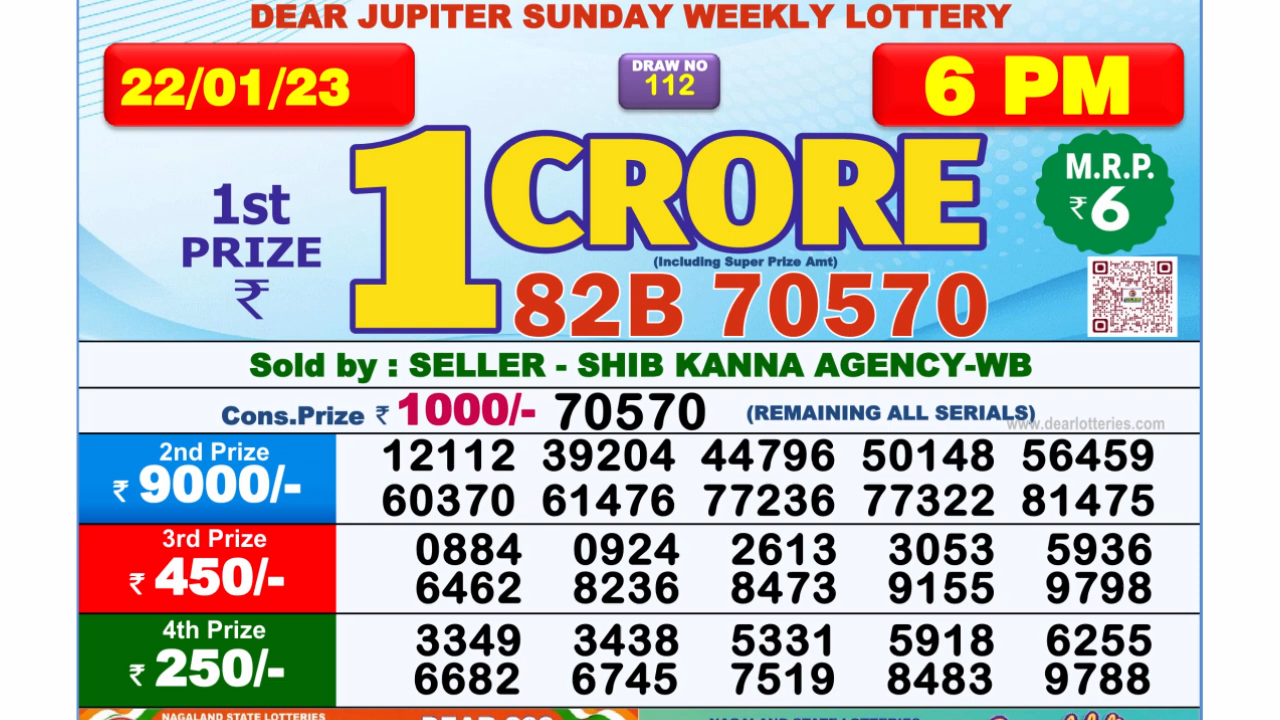 DEAR JUPITER SUNDAY WEEKLY LOTTERY
22/01/23
DRAW NO
112
6 PM
1st
PRIZE
₹
1 CRORE
(Including Super Prize Amt)
82B 70570
M.R.P.
₹ 6
Sold by : SELLER - SHIB KANNA AGENCY-WB
Cons.Prize ₹ 1000/- 70570 (REMAINING ALL SERIALS)
www.dearlotteries.com
2nd Prize
₹ 9000/-
12112 39204 44796 50148 56459
60370 61476 77236 77322 81475
3rd Prize
₹ 450/-
0884 0924 2613 3053 5936
6462 8236 8473 9155 9798
4th Prize
₹ 250/-
3349 3438 5331 5918 6255
6682 6745 7519 8483 9788
NAGALAND STATE LOTTERIES
NAGALAND STATE LOTTERIES